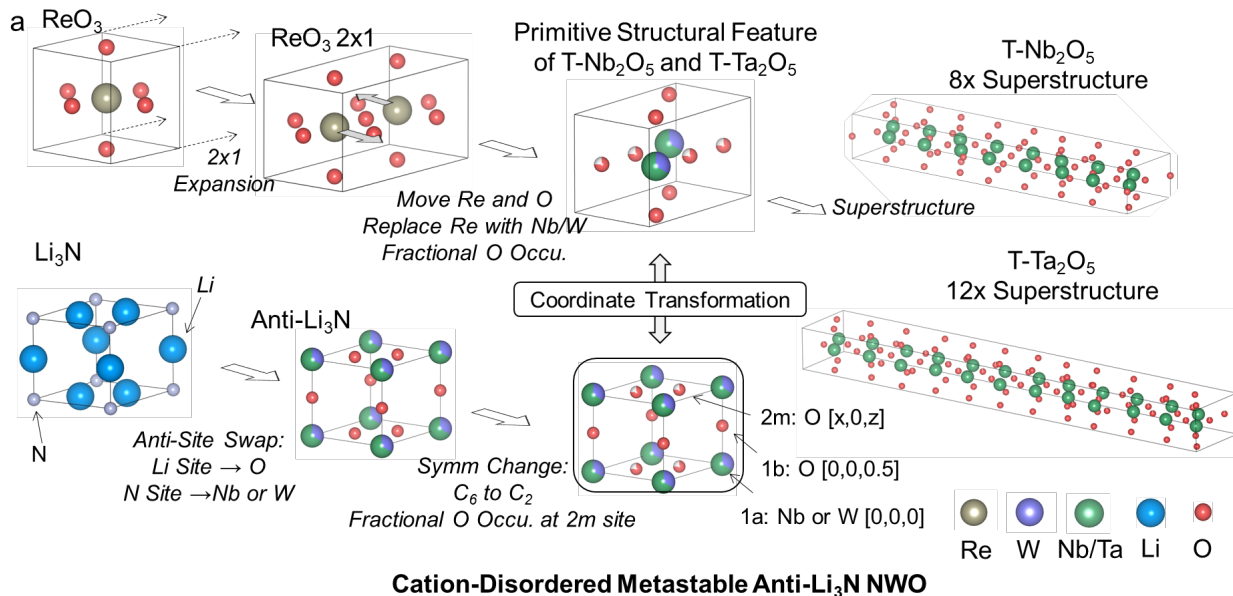 a
ReO₃
ReO₃ 2x1
2x1
Expansion
Primitive Structural Feature
of T-Nb₂O₅ and T-Ta₂O₅
Move Re and O
Replace Re with Nb/W
Fractional O Occu.
T-Nb₂O₅
8x Superstructure
Superstructure
Li₃N
Li
N
Anti-Site Swap:
Li Site → O
N Site →Nb or W
Anti-Li₃N
Symm Change:
C₆ to C₂
Fractional O Occu. at 2m site
Coordinate Transformation
2m: O [x,0,z]
1b: O [0,0,0.5]
1a: Nb or W [0,0,0]
T-Ta₂O₅
12x Superstructure
Re W Nb/Ta Li O
Cation-Disordered Metastable Anti-Li₃N NWO